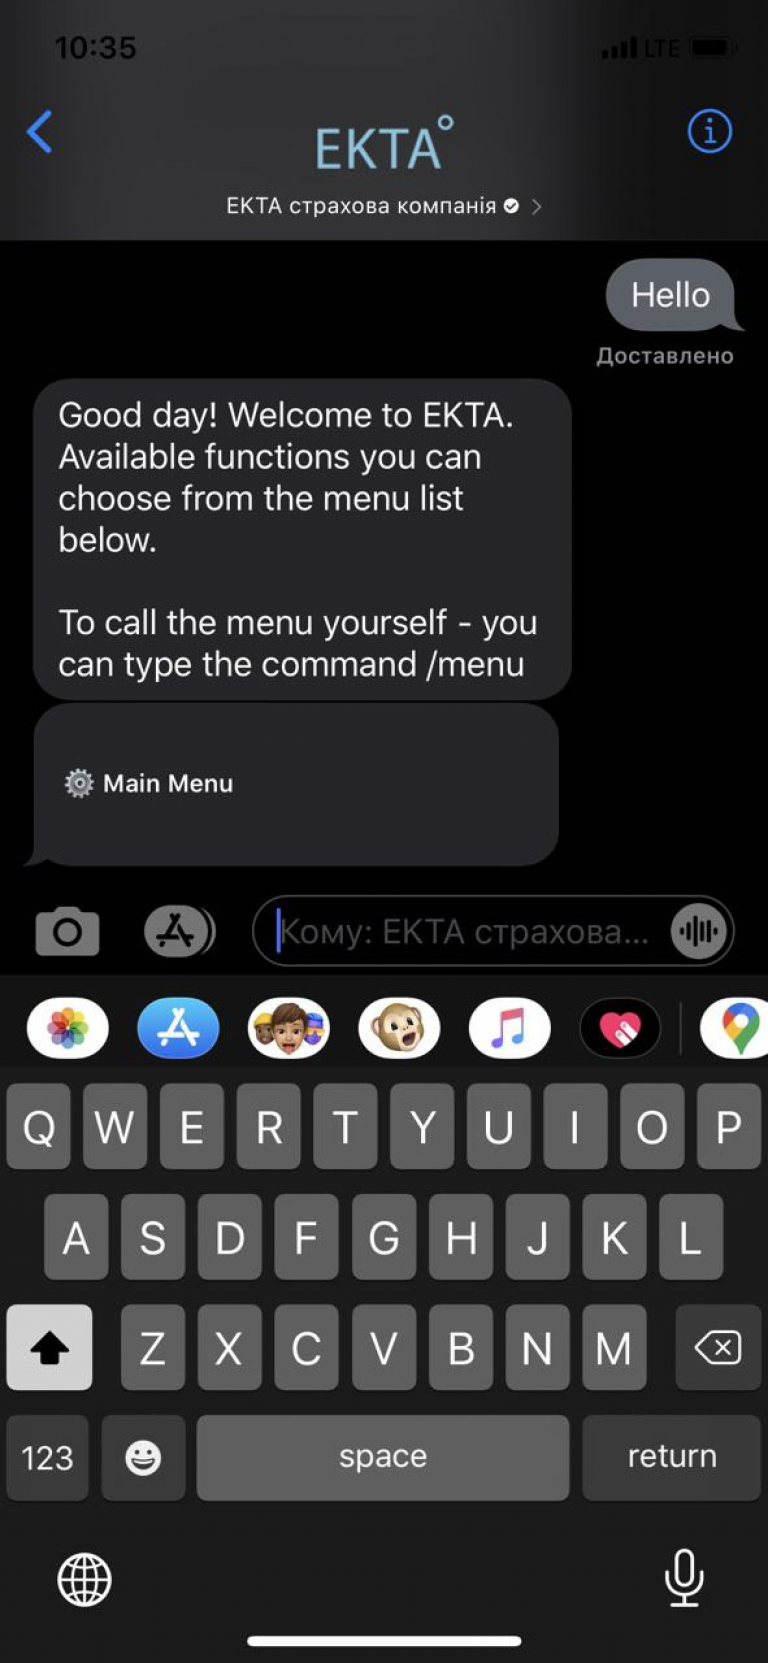 10:35
LTE
EKTA°
ЕКТА страхова компанія
Hello
Доставлено
Good day! Welcome to EKTA.
Available functions you can
choose from the menu list
below.
To call the menu yourself - you
can type the command /menu
Main Menu
Кому: ЕКТА страхова...
Q W E R T Y U I O P
A S D F G H J K L
Z X C V B N M
123 space return